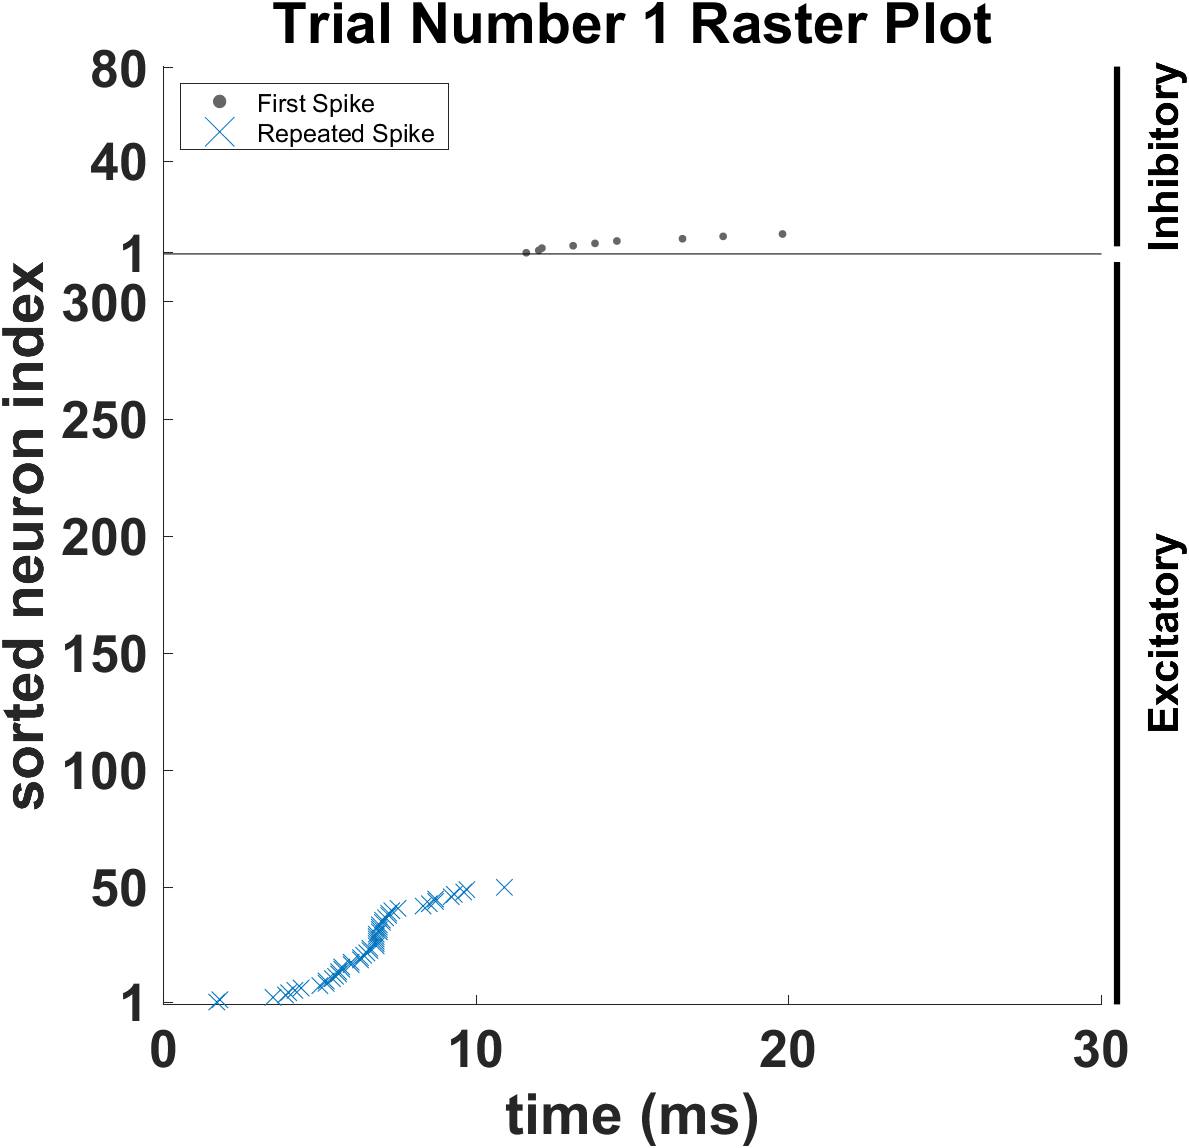 Trial Number 1 Raster Plot
First Spike
Repeated Spike
80
40
1
300
250
200
150
100
50
1
sorted neuron index
Inhibitory
Excitatory
0 10 20 30
time (ms)